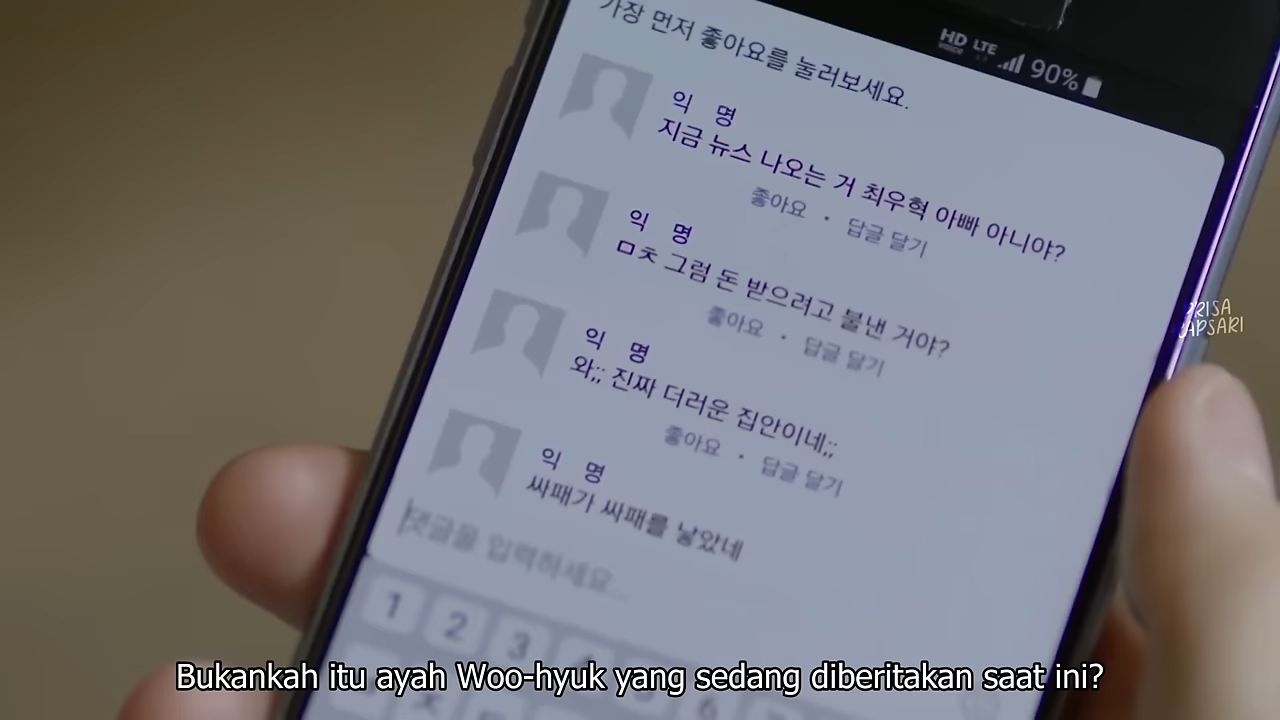 HD LTE 90%
VOICE
가장 먼저 좋아요를 눌러보세요.
익 명
지금 뉴스 나오는 거 최우혁 아빠 아니야?
좋아요 · 답글 달기
익 명
ㅁㅊ 그럼 돈 받으려고 불낸 거야?
좋아요 · 답글 달기
익 명
와;; 진짜 더러운 집안이네;;
좋아요 · 답글 달기
익 명
싸패가 싸패를 낳았네
댓글을 입력하세요...
1 2 3 4 6
Bukankah itu ayah Woo-hyuk yang sedang diberitakan saat ini?